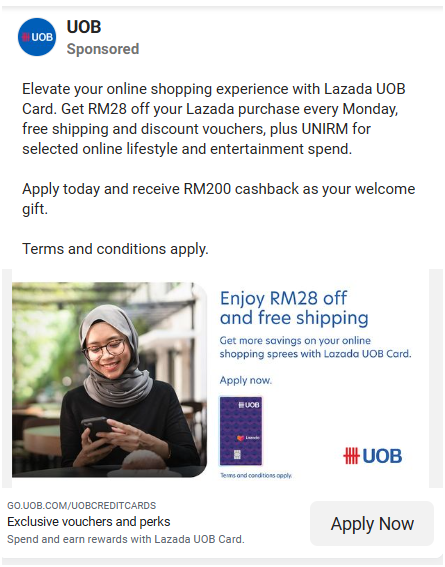 UOB
UOB
Sponsored
Elevate your online shopping experience with Lazada UOB
Card. Get RM28 off your Lazada purchase every Monday,
free shipping and discount vouchers, plus UNIRM for
selected online lifestyle and entertainment spend.
Apply today and receive RM200 cashback as your welcome
gift.
Terms and conditions apply.
Enjoy RM28 off
and free shipping
Get more savings on your online
shopping sprees with Lazada UOB Card.
Apply now.
UOB
Lazada
Terms and conditions apply.
UOB
GO.UOB.COM/UOBCREDITCARDS
Exclusive vouchers and perks
Spend and earn rewards with Lazada UOB Card.
Apply Now